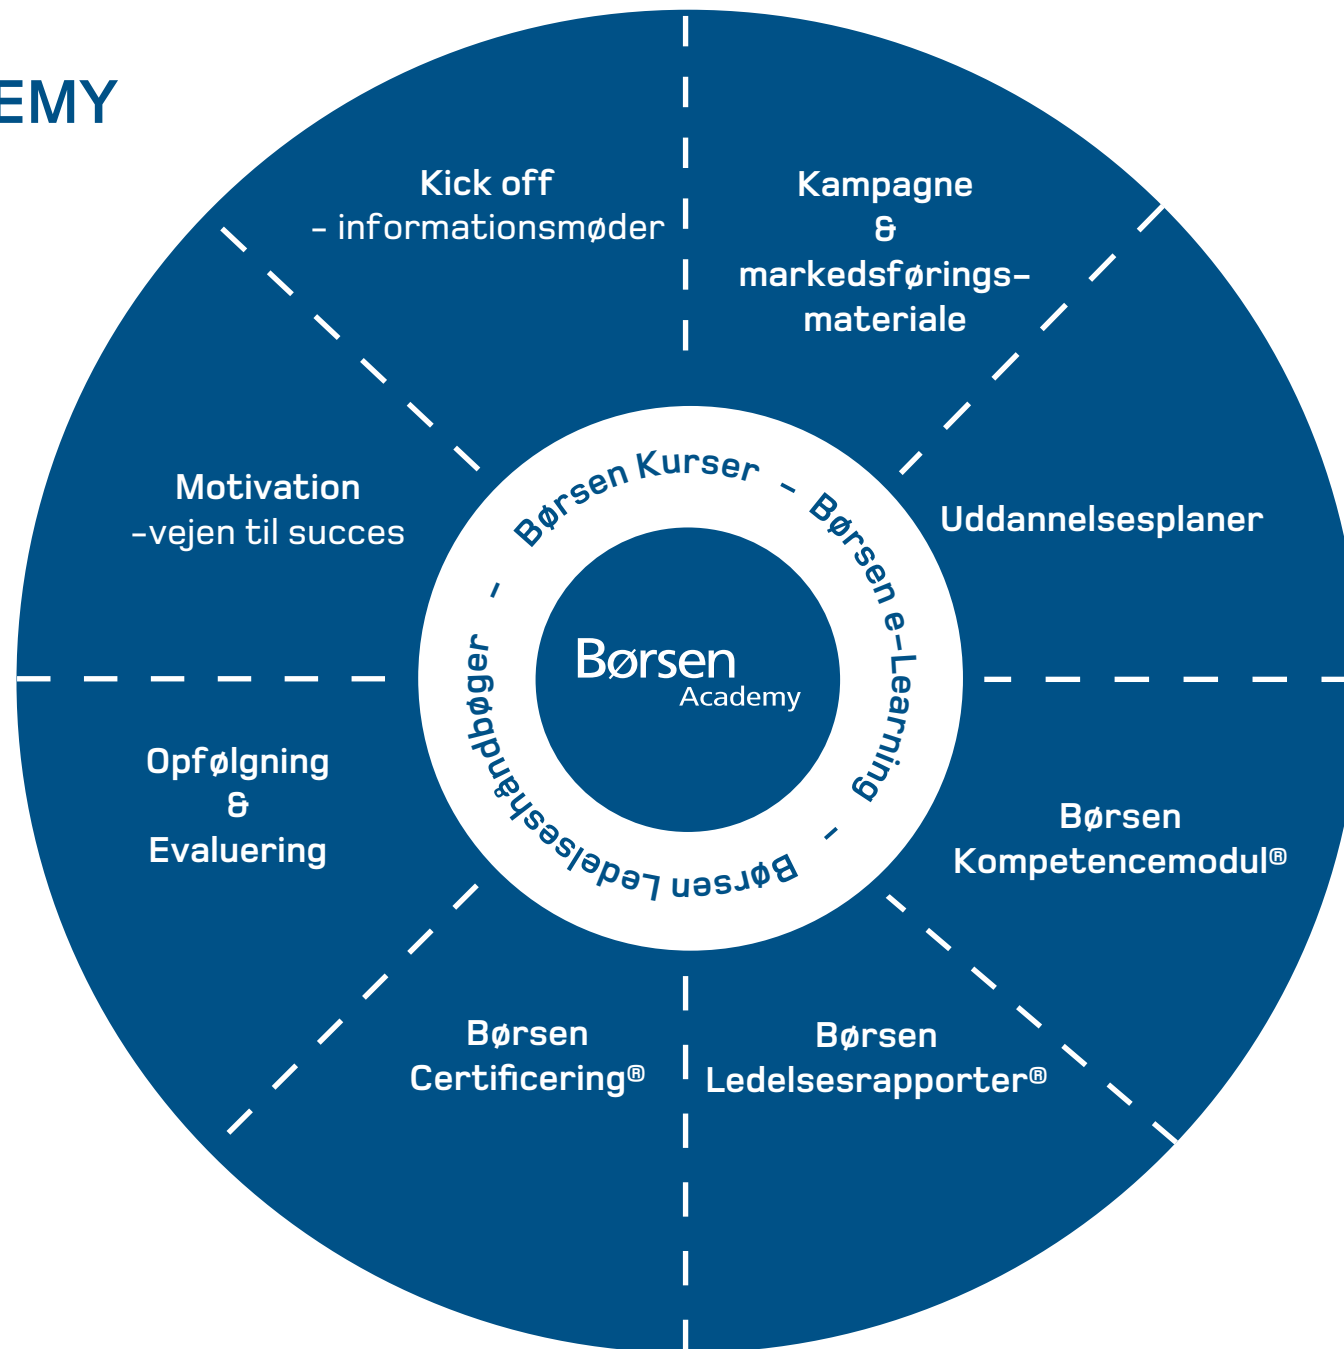 EMY
Kick off
- informationsmøder
Kampagne
&
markedsførings-
materiale
Motivation
-vejen til succes
Uddannelsesplaner
Børsen Kurser - Børsen e-Learning - Børsen Ledelseshåndbøger -
Børsen
Academy
Opfølgning
&
Evaluering
Børsen
Kompetencemodul®
Børsen
Certificering®
Børsen
Ledelsesrapporter®